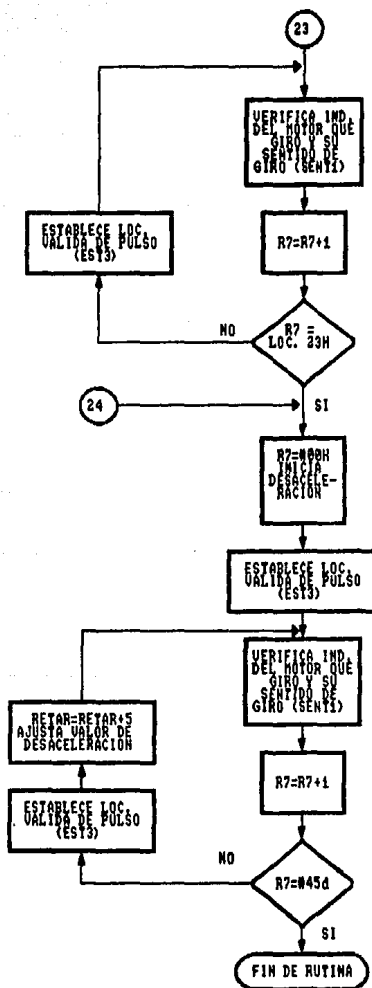 23
VERIFICA IND.
DEL MOTOR QUE
GIRO Y SU
SENTIDO DE
GIRO (SENT1)
ESTABLECE LOC.
VALIDA DE PULSO
(EST3)
R7=R7+1
NO
R7 =
LOC. 23H
24
SI
R7=#00H
INICIA
DESACELE-
RACION
ESTABLECE LOC.
VALIDA DE PULSO
(EST3)
VERIFICA IND.
DEL MOTOR QUE
GIRO Y SU
SENTIDO DE
GIRO (SENT1)
RETAR=RETAR+5
AJUSTA VALOR DE
DESACELERACION
R7=R7+1
ESTABLECE LOC.
VALIDA DE PULSO
(EST3)
NO
R7=#45d
SI
FIN DE RUTINA